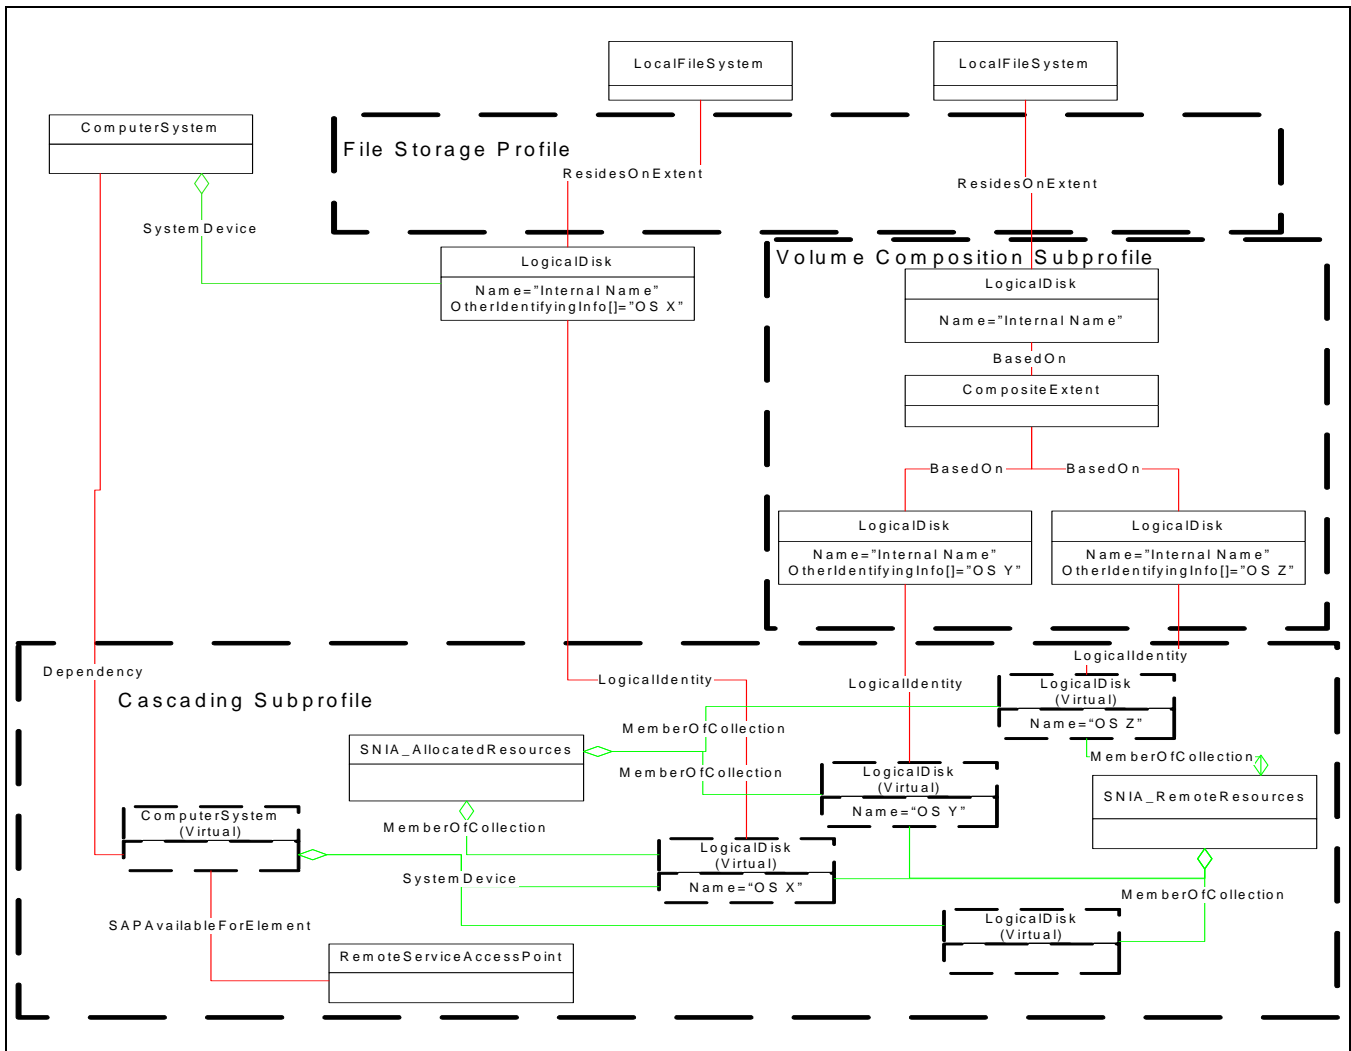 LocalFileSystem
LocalFileSystem
ComputerSystem
File Storage Profile
ResidesOnExtent
ResidesOnExtent
SystemDevice
LogicalDisk
Name="Internal Name"
OtherIdentifyingInfo[]="OS X"
Volume Composition Subprofile
LogicalDisk
Name="Internal Name"
BasedOn
CompositeExtent
BasedOn
BasedOn
LogicalDisk
Name="Internal Name"
OtherIdentifyingInfo[]="OS Y"
LogicalDisk
Name="Internal Name"
OtherIdentifyingInfo[]="OS Z"
Dependency
Cascading Subprofile
LogicalIdentity
LogicalIdentity
LogicalIdentity
LogicalDisk
(Virtual)
Name="OS Z"
MemberOfCollection
MemberOfCollection
SNIA_AllocatedResources
MemberOfCollection
LogicalDisk
(Virtual)
Name="OS Y"
SNIA_RemoteResources
ComputerSystem
(Virtual)
MemberOfCollection
LogicalDisk
(Virtual)
Name="OS X"
SystemDevice
MemberOfCollection
SAPAvailableForElement
LogicalDisk
(Virtual)
RemoteServiceAccessPoint